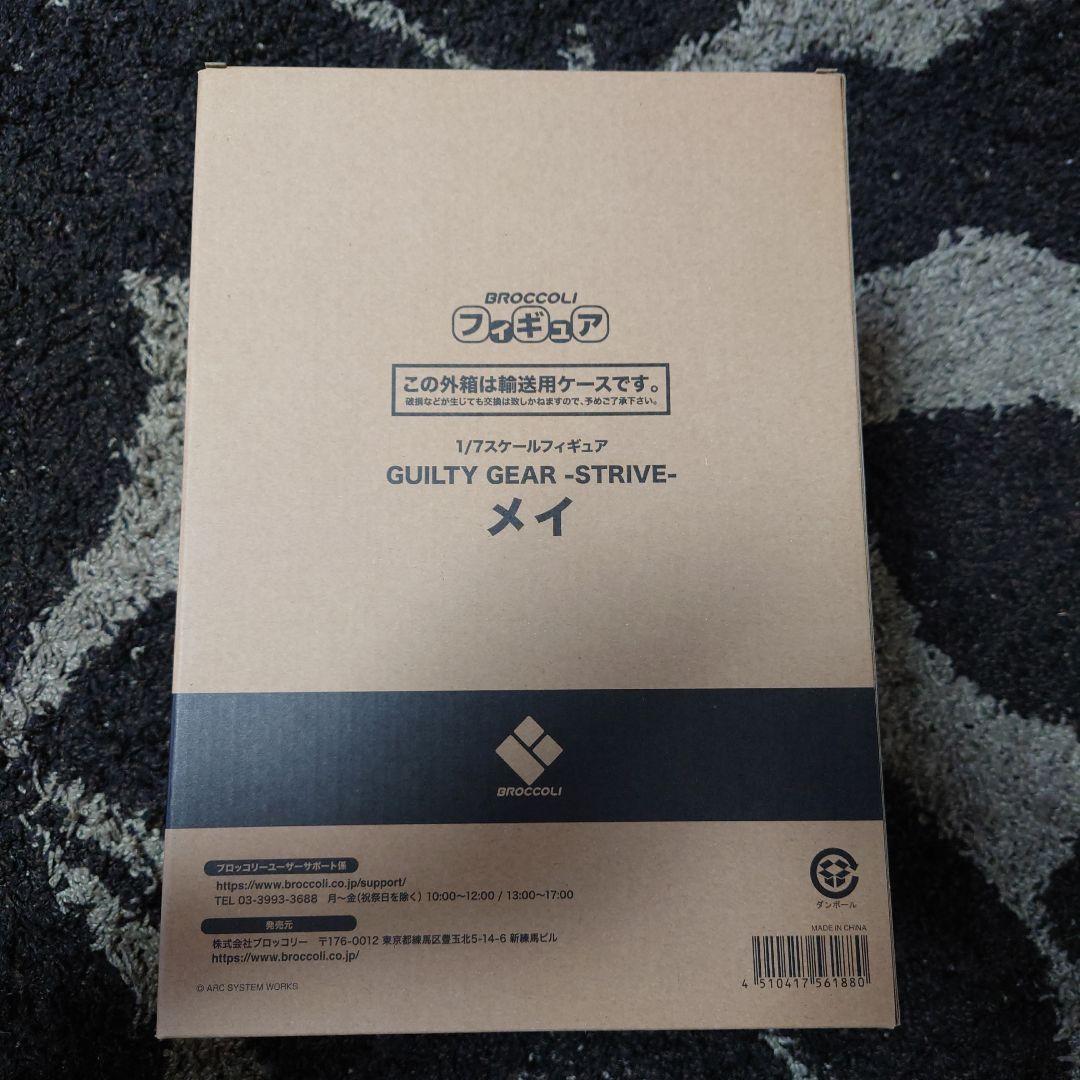 BROCCOLI
フィギュア
この外箱は輸送用ケースです。
破損などが生じても交換は致しかねますので、予めご了承下さい。
1/7スケールフィギュア
GUILTY GEAR -STRIVE-
メイ
BROCCOLI
ブロッコリーユーザーサポート係
https://www.broccoli.co.jp/support/
TEL 03-3993-3688 月～金(祝祭日を除く) 10:00～12:00 / 13:00～17:00
発売元
株式会社ブロッコリー 〒176-0012 東京都練馬区豊玉北5-14-6 新練馬ビル
https://www.broccoli.co.jp/
© ARC SYSTEM WORKS
ダンボール
MADE IN CHINA
4 510417 561880